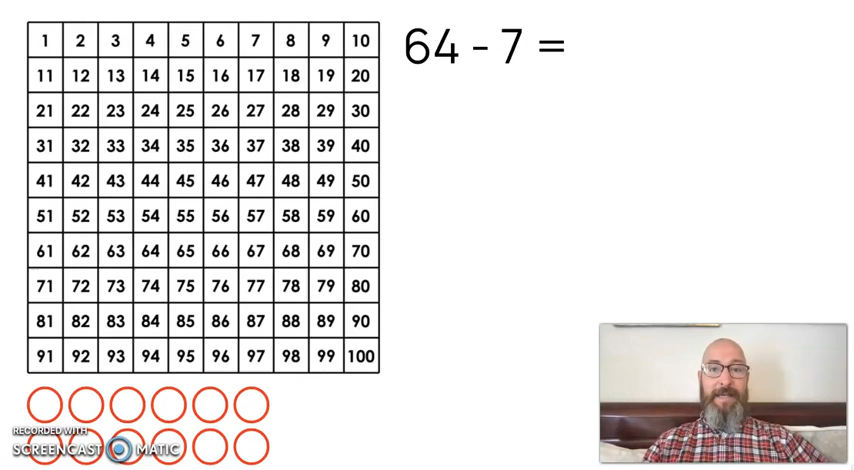 64 - 7 =
1 2 3 4 5 6 7 8 9 10
11 12 13 14 15 16 17 18 19 20
21 22 23 24 25 26 27 28 29 30
31 32 33 34 35 36 37 38 39 40
41 42 43 44 45 46 47 48 49 50
51 52 53 54 55 56 57 58 59 60
61 62 63 64 65 66 67 68 69 70
71 72 73 74 75 76 77 78 79 80
81 82 83 84 85 86 87 88 89 90
91 92 93 94 95 96 97 98 99 100
RECORDED WITH
SCREENCAST MATIC